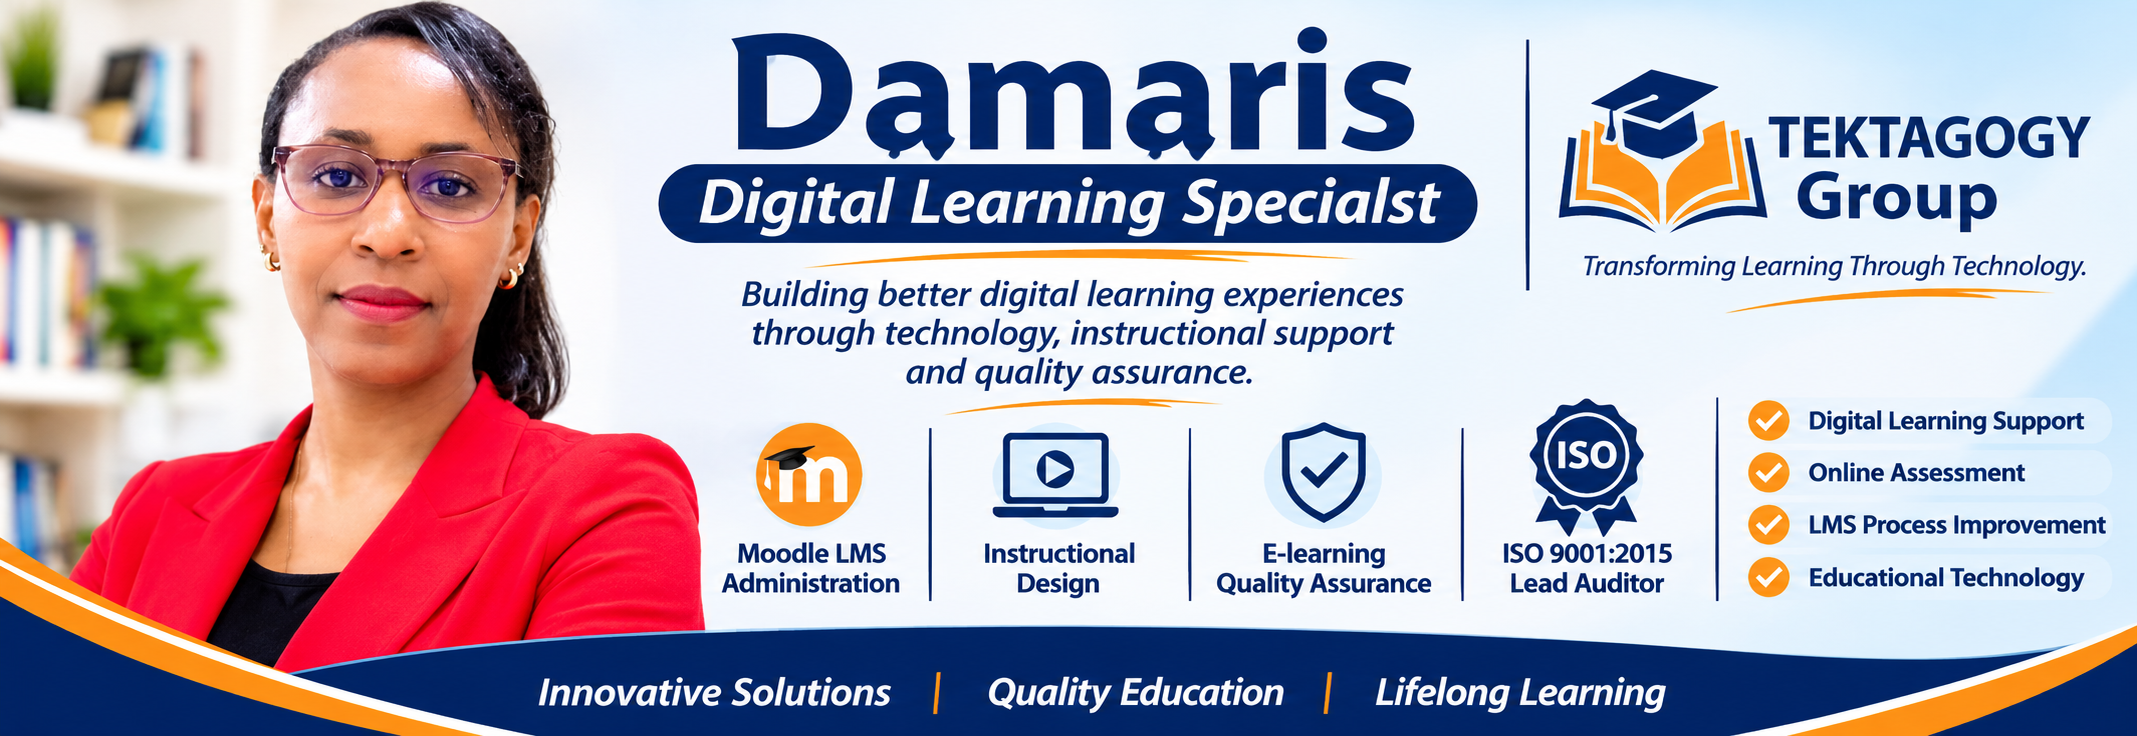 Damaris
Digital Learning Specialst
Building better digital learning experiences
through technology, instructional support
and quality assurance.
TEKTAGOGY
Group
Transforming Learning Through Technology.
m
Moodle LMS
Administration
Instructional
Design
E-learning
Quality Assurance
ISO
ISO 9001:2015
Lead Auditor
Digital Learning Support
Online Assessment
LMS Process Improvement
Educational Technology
Innovative Solutions | Quality Education | Lifelong Learning